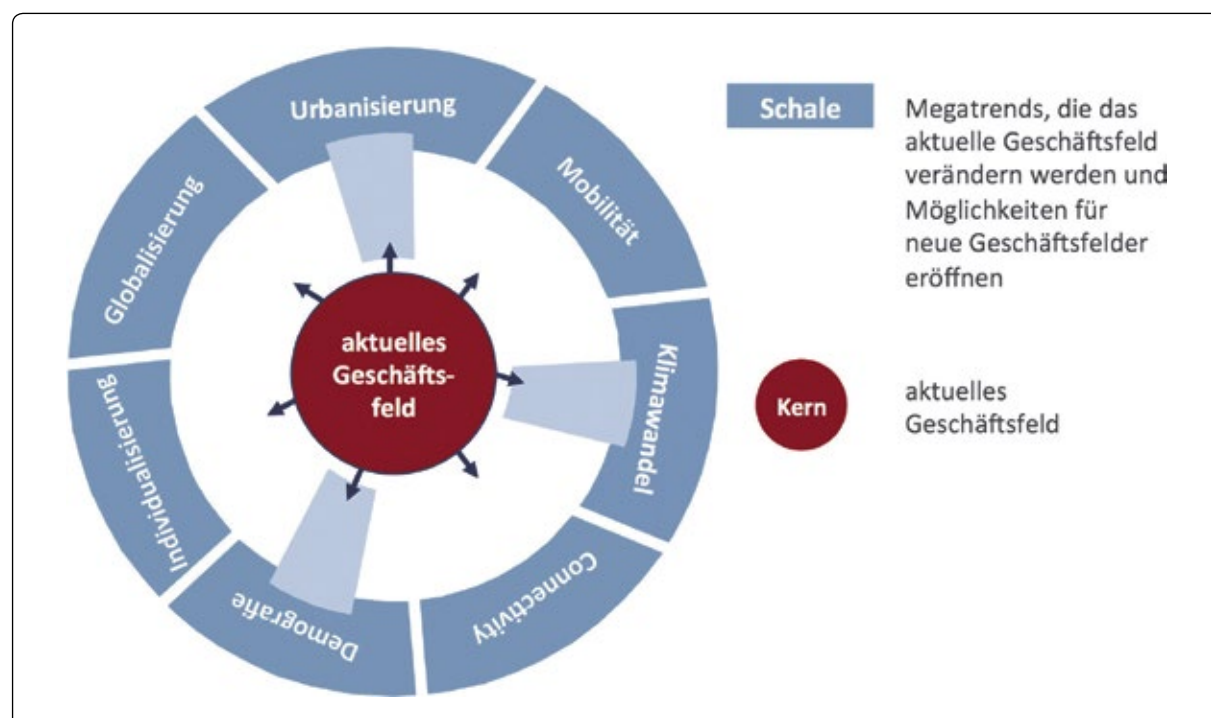 Urbanisierung
Mobilität
Klimawandel
Connectivity
Demografie
Individualisierung
Globalisierung
aktuelles
Geschäfts-
feld
Schale
Megatrends, die das
aktuelle Geschäftsfeld
verändern werden und
Möglichkeiten für
neue Geschäftsfelder
eröffnen
Kern
aktuelles
Geschäftsfeld